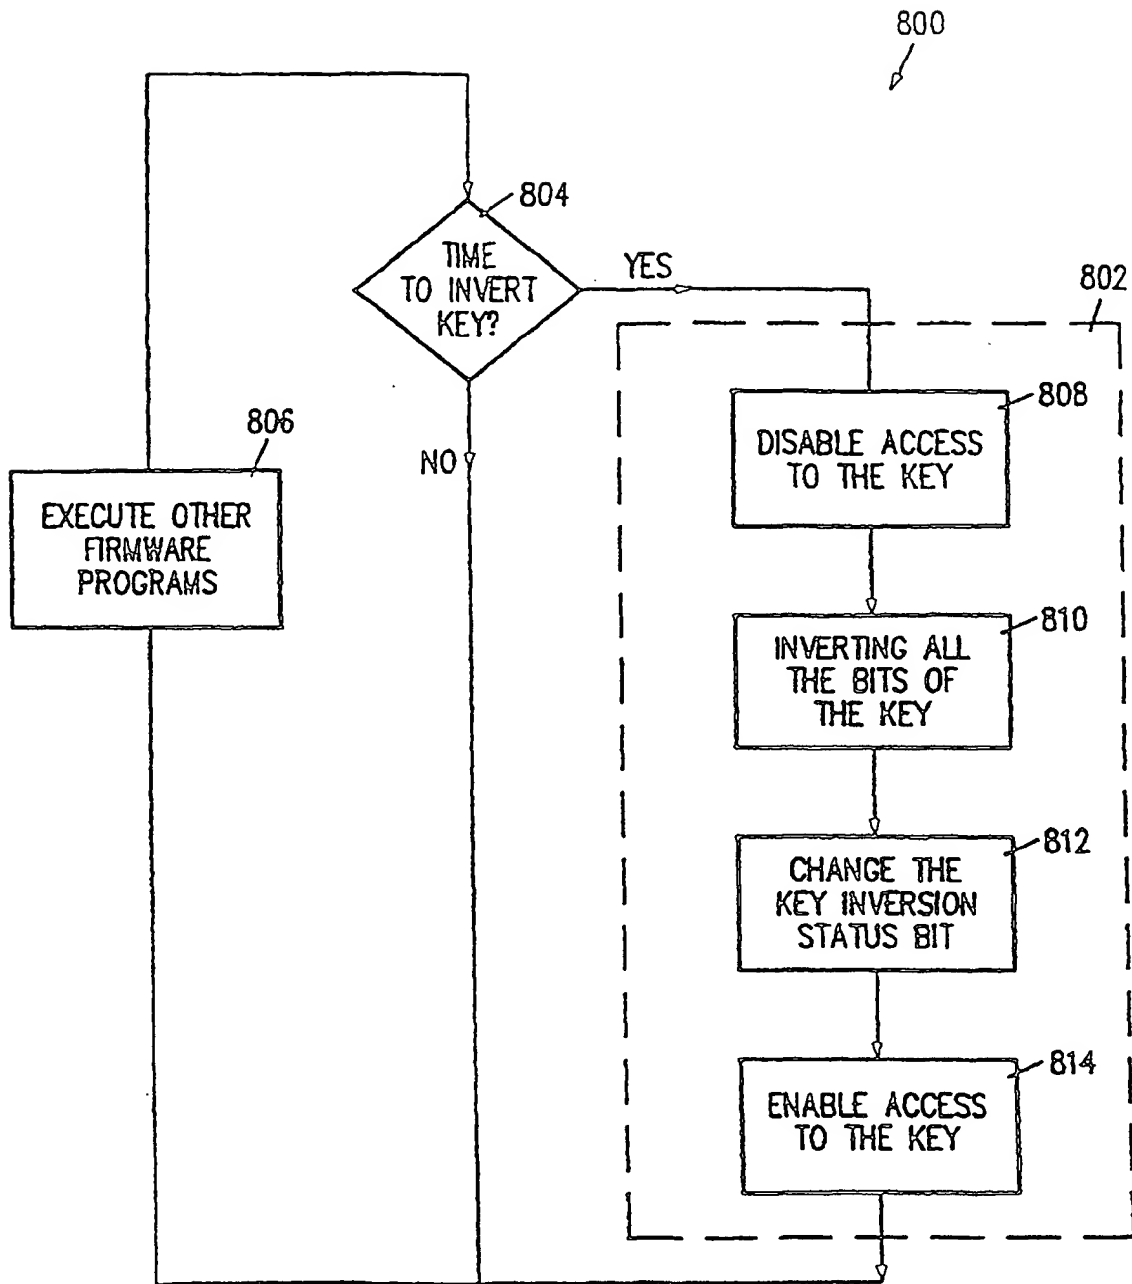 800
804
TIME
TO INVERT
KEY?
YES
802
808
DISABLE ACCESS
TO THE KEY
806
NO
EXECUTE OTHER
FIRMWARE
PROGRAMS
810
INVERTING ALL
THE BITS OF
THE KEY
812
CHANGE THE
KEY INVERSION
STATUS BIT
814
ENABLE ACCESS
TO THE KEY